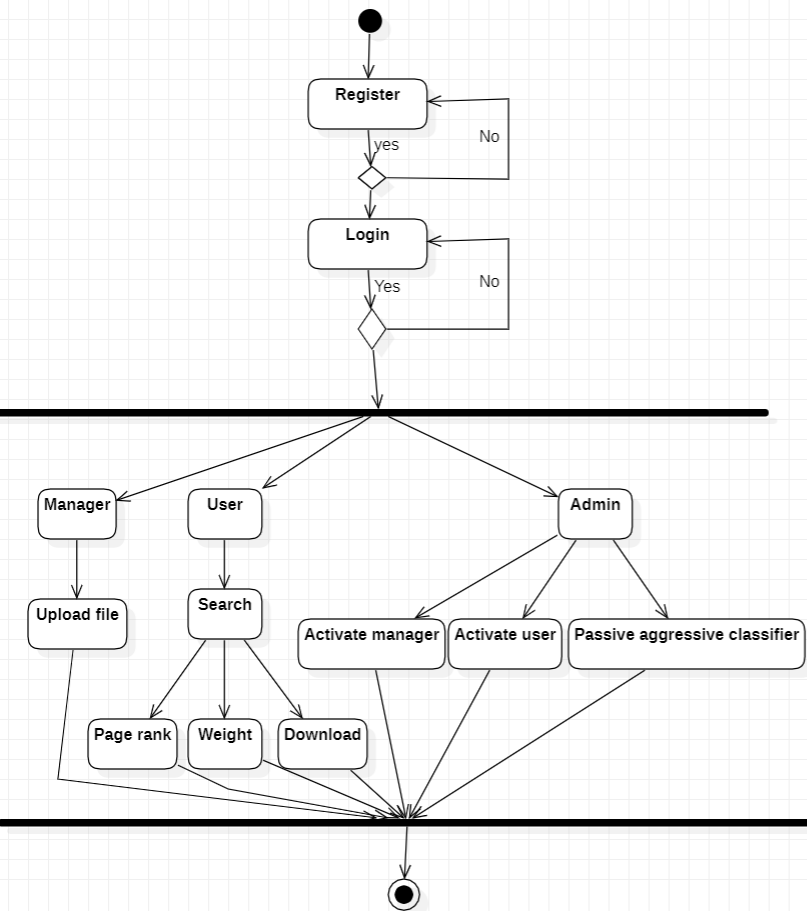 Register
yes
No
Login
Yes
No
Manager
User
Admin
Upload file
Search
Activate manager
Activate user
Passive aggressive classifier
Page rank
Weight
Download